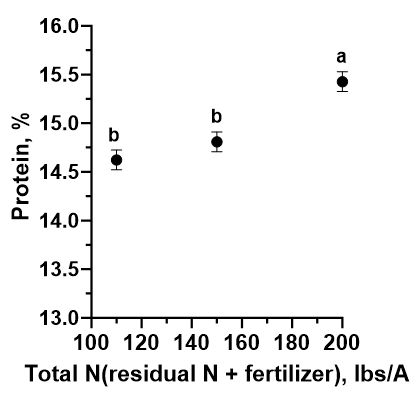 16.0
15.5
15.0
14.5
14.0
13.5
13.0
Protein, %
b
b
a
100 120 140 160 180 200
Total N(residual N + fertilizer), lbs/A